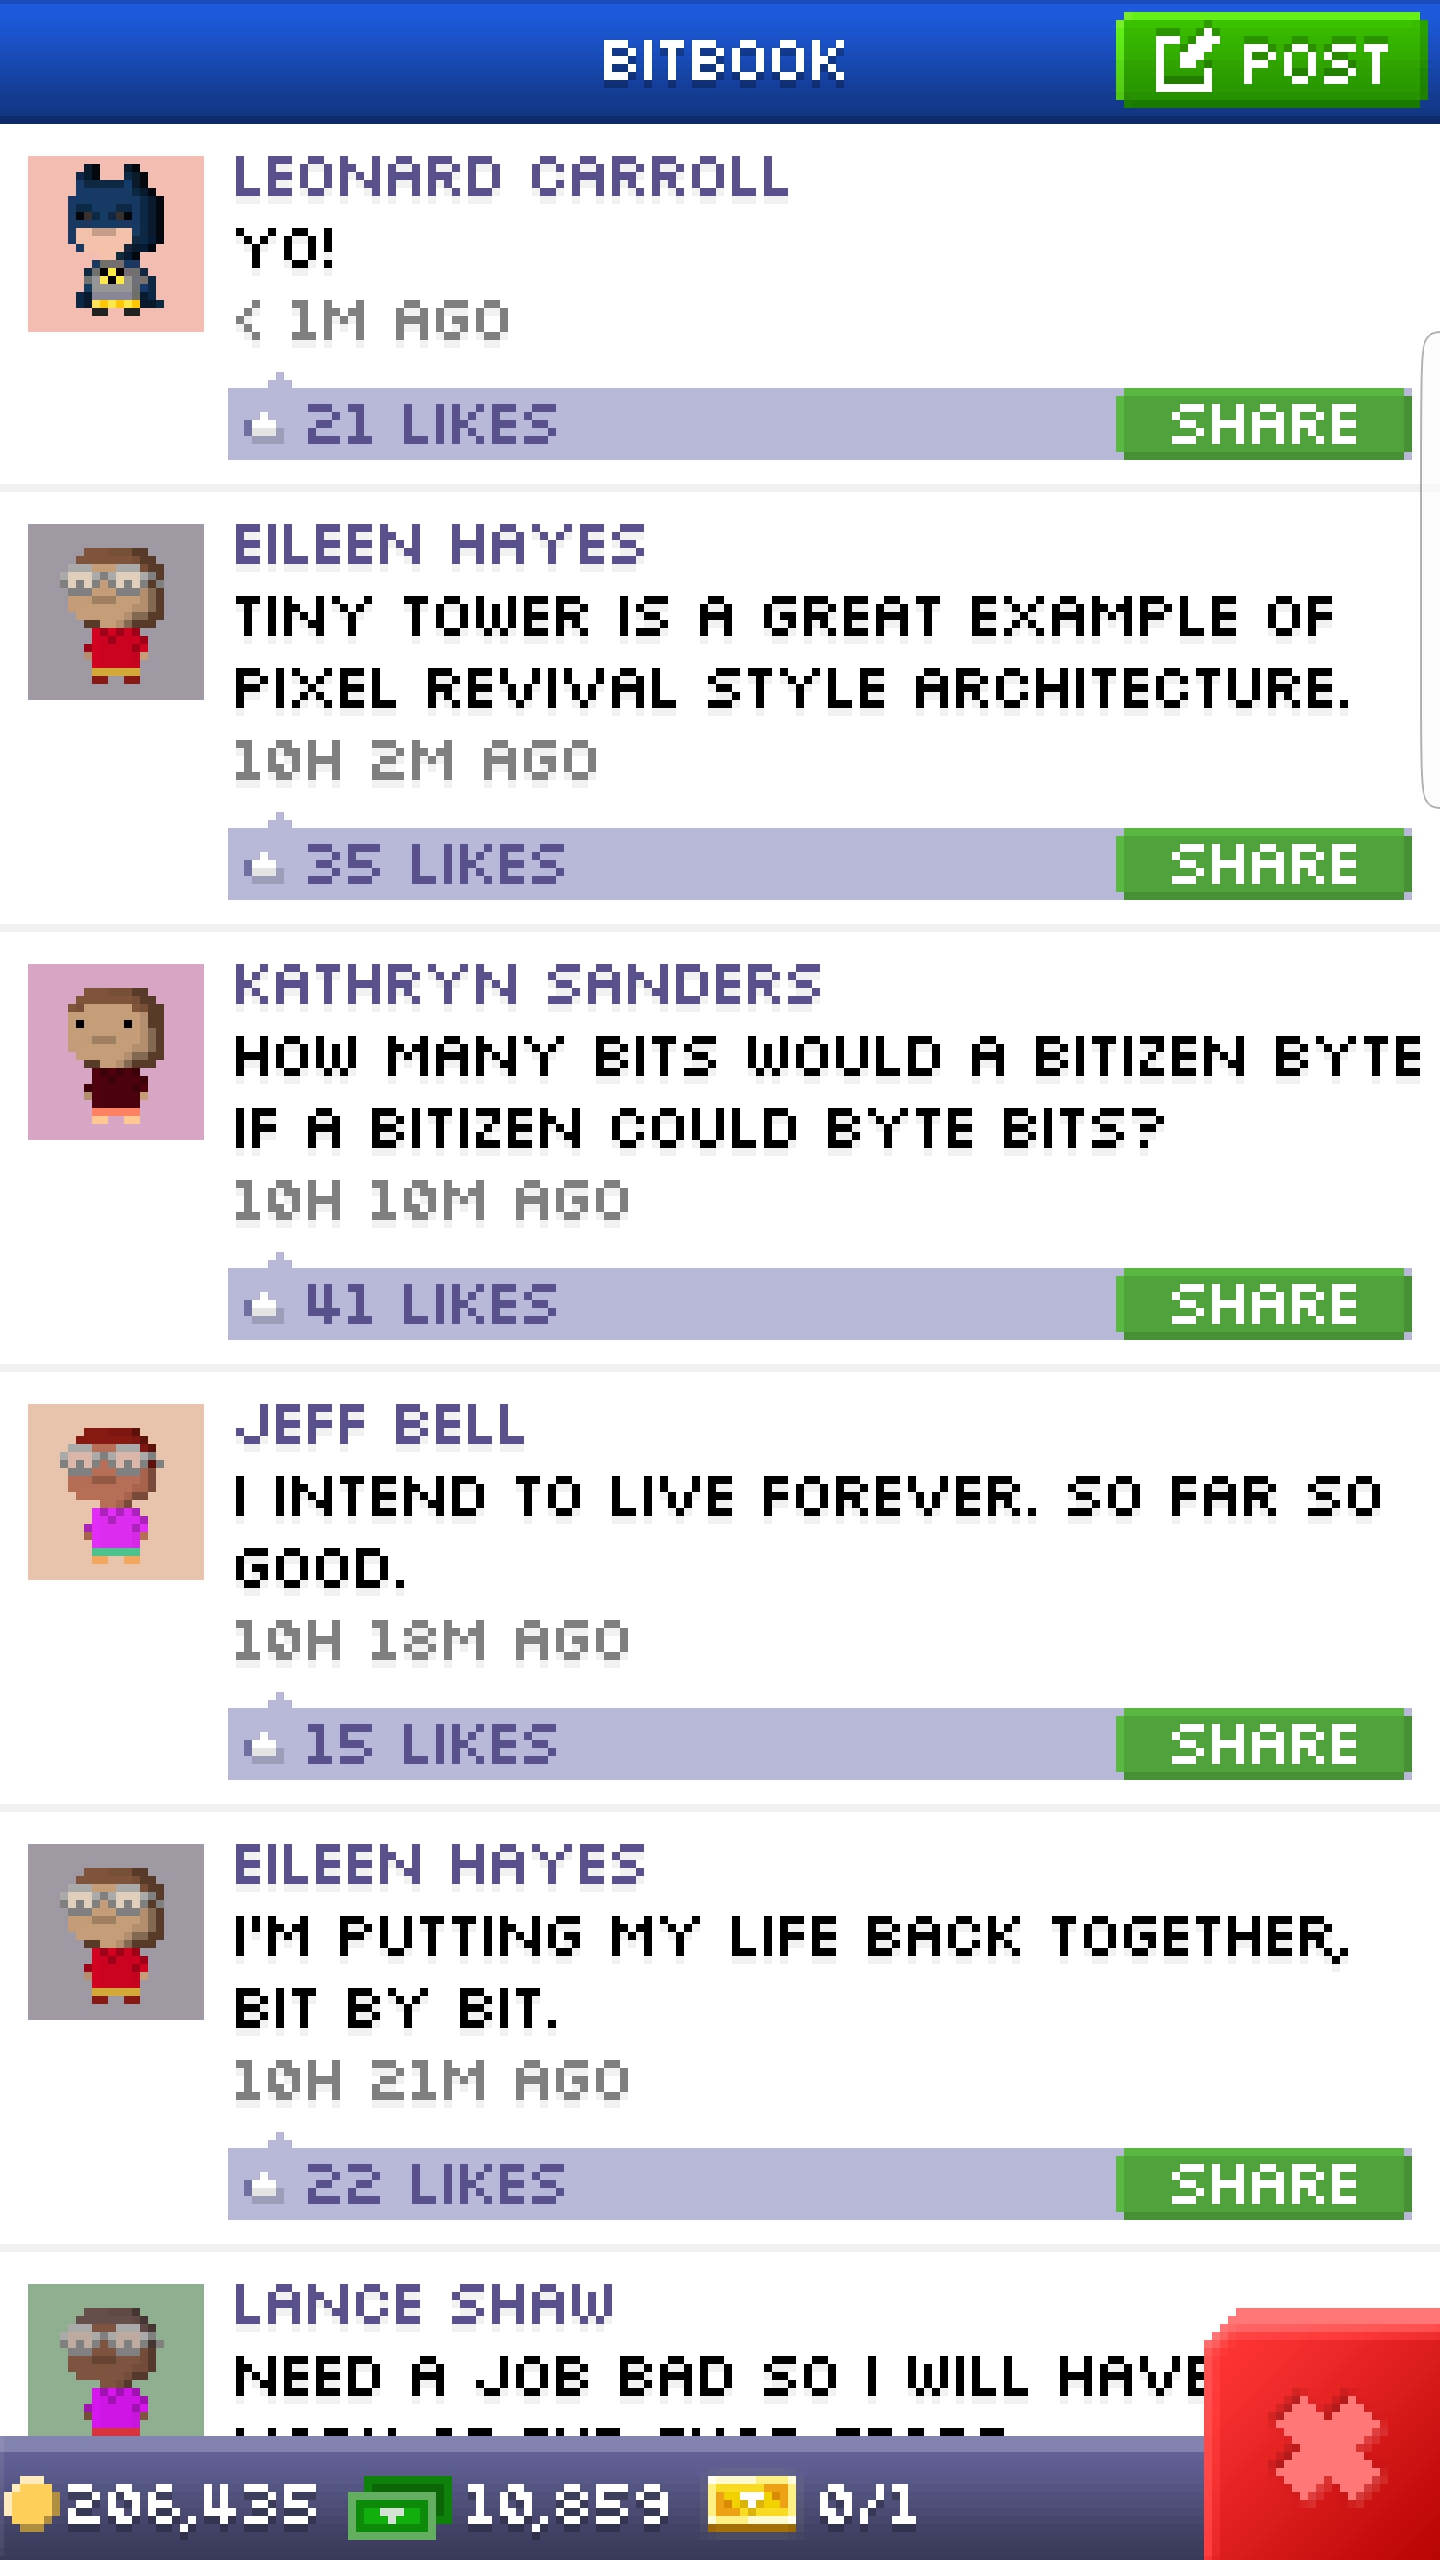 BITBOOK
POST
LEONARD CARROLL
YO!
< 1M AGO
21 LIKES
SHARE
EILEEN HAYES
TINY TOWER IS A GREAT EXAMPLE OF
PIXEL REVIVAL STYLE ARCHITECTURE.
10H 2M AGO
35 LIKES
SHARE
KATHRYN SANDERS
HOW MANY BITS WOULD A BITIZEN BYTE
IF A BITIZEN COULD BYTE BITS?
10H 10M AGO
41 LIKES
SHARE
JEFF BELL
I INTEND TO LIVE FOREVER. SO FAR SO
GOOD.
10H 18M AGO
15 LIKES
SHARE
EILEEN HAYES
I'M PUTTING MY LIFE BACK TOGETHER,
BIT BY BIT.
10H 21M AGO
22 LIKES
SHARE
LANCE SHAW
NEED A JOB BAD SO I WILL HAVE
206,435 10,859 0/1